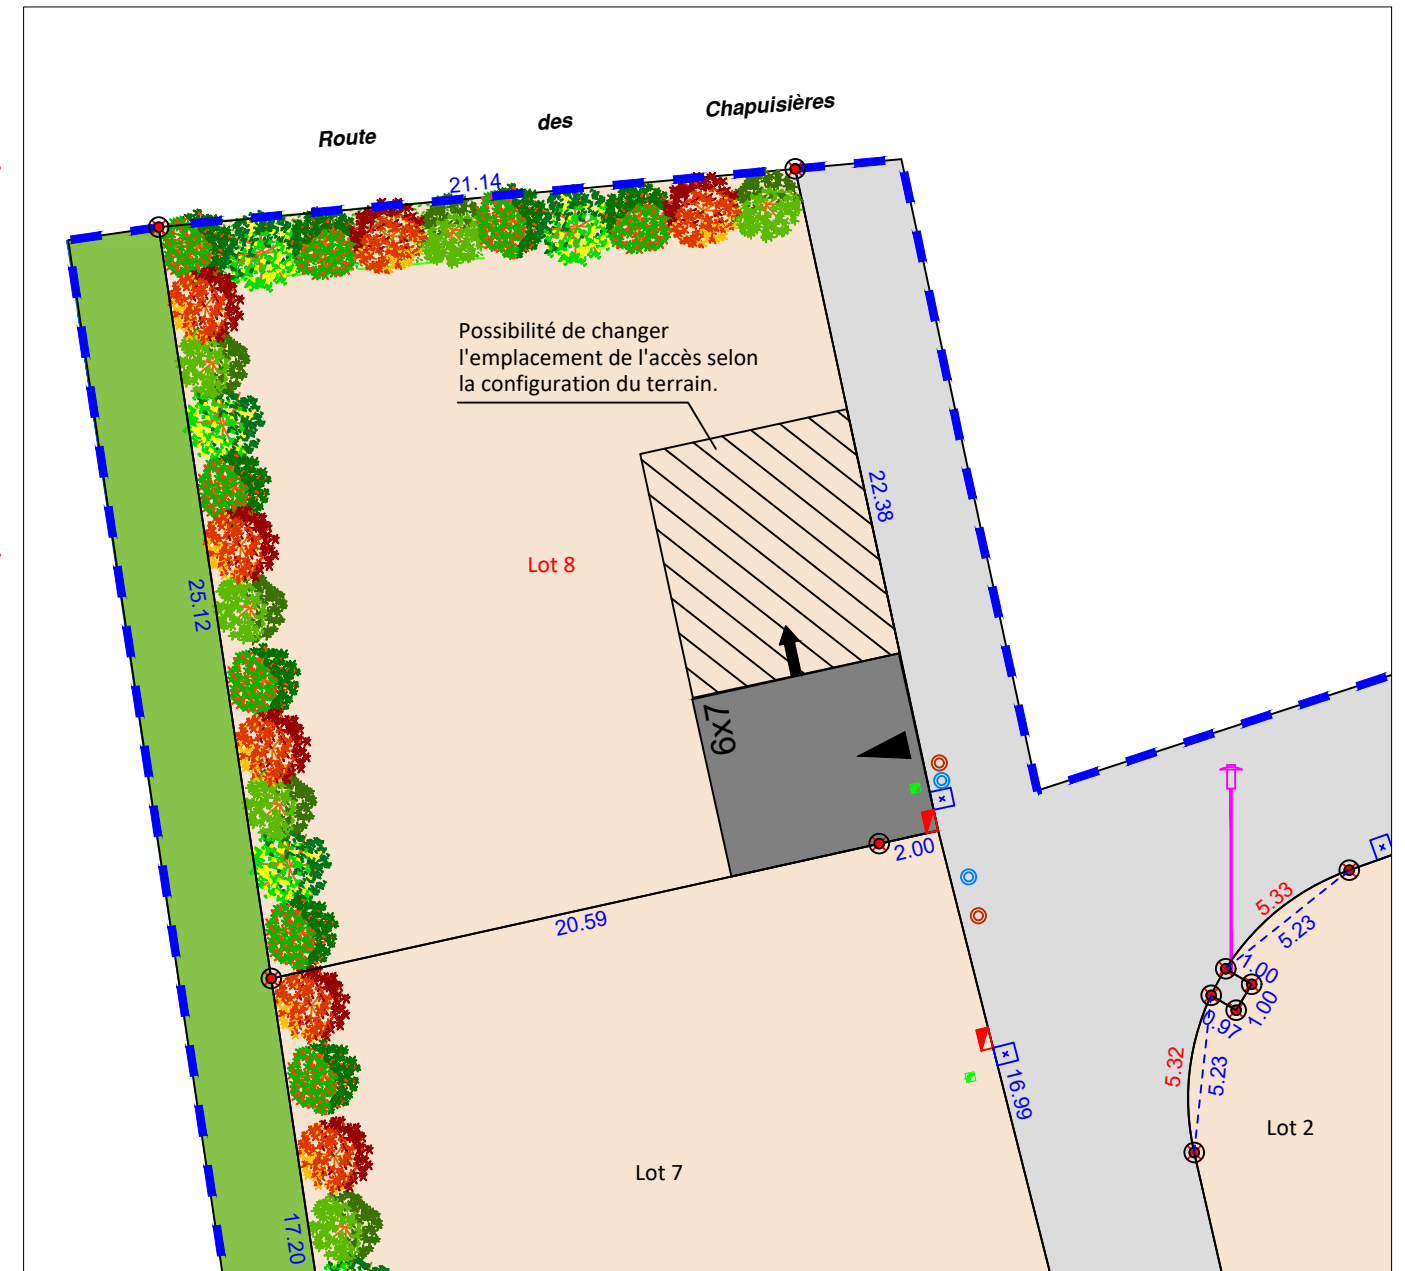 Route des Chapuisières
21.14
Possibilité de changer
l'emplacement de l'accès selon
la configuration du terrain.
22.38
Lot 8
25.12
6x7
2.00
20.59
5.33
5.23
1.00
1.00
0.97
5.32
5.23
16.99
Lot 2
Lot 7
17.20